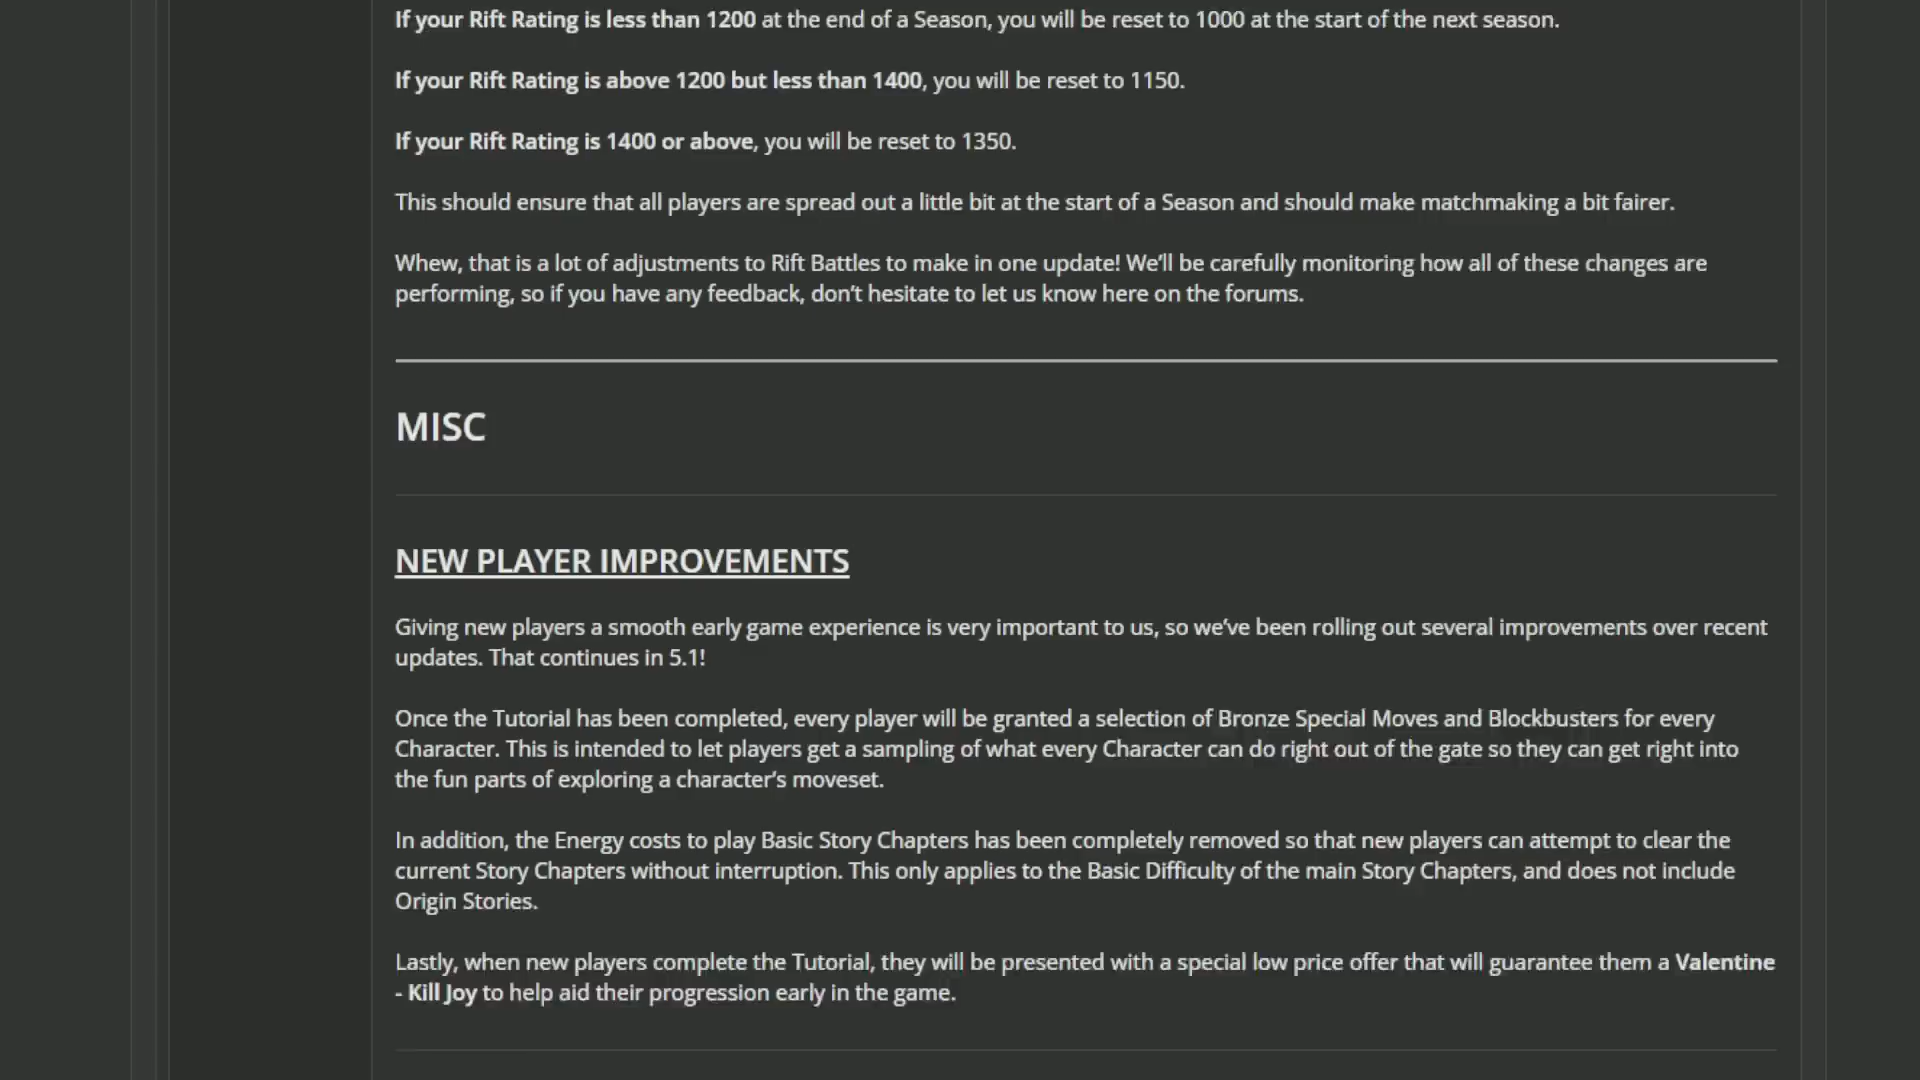 If your Rift Rating is less than 1200 at the end of a Season, you will be reset to 1000 at the start of the next season.
If your Rift Rating is above 1200 but less than 1400, you will be reset to 1150.
If your Rift Rating is 1400 or above, you will be reset to 1350.
This should ensure that all players are spread out a little bit at the start of a Season and should make matchmaking a bit fairer.
Whew, that is a lot of adjustments to Rift Battles to make in one update! We’ll be carefully monitoring how all of these changes are
performing, so if you have any feedback, don’t hesitate to let us know here on the forums.
MISC
NEW PLAYER IMPROVEMENTS
Giving new players a smooth early game experience is very important to us, so we’ve been rolling out several improvements over recent
updates. That continues in 5.1!
Once the Tutorial has been completed, every player will be granted a selection of Bronze Special Moves and Blockbusters for every
Character. This is intended to let players get a sampling of what every Character can do right out of the gate so they can get right into
the fun parts of exploring a character’s moveset.
In addition, the Energy costs to play Basic Story Chapters has been completely removed so that new players can attempt to clear the
current Story Chapters without interruption. This only applies to the Basic Difficulty of the main Story Chapters, and does not include
Origin Stories.
Lastly, when new players complete the Tutorial, they will be presented with a special low price offer that will guarantee them a Valentine
- Kill Joy to help aid their progression early in the game.